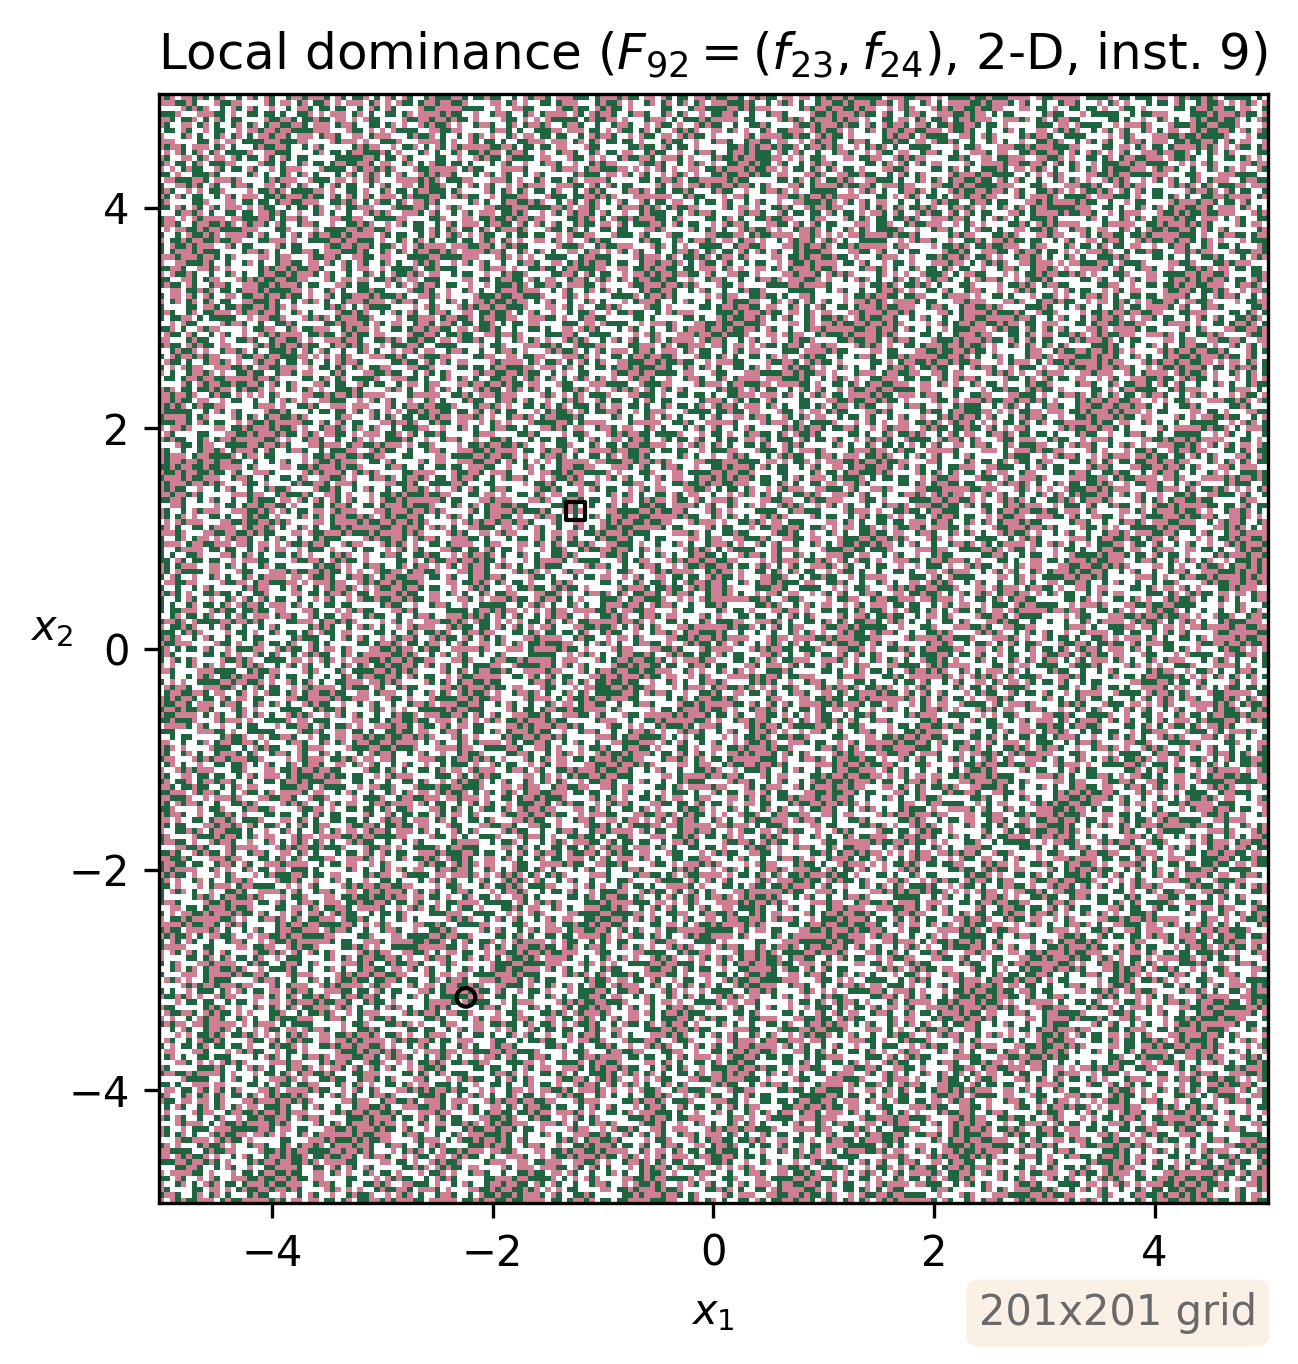 Local dominance (F₉₂ = (f₂₃, f₂₄), 2-D, inst. 9)
4
2
x₂
0
−2
−4
−4 −2 0 2 4
x₁
201x201 grid